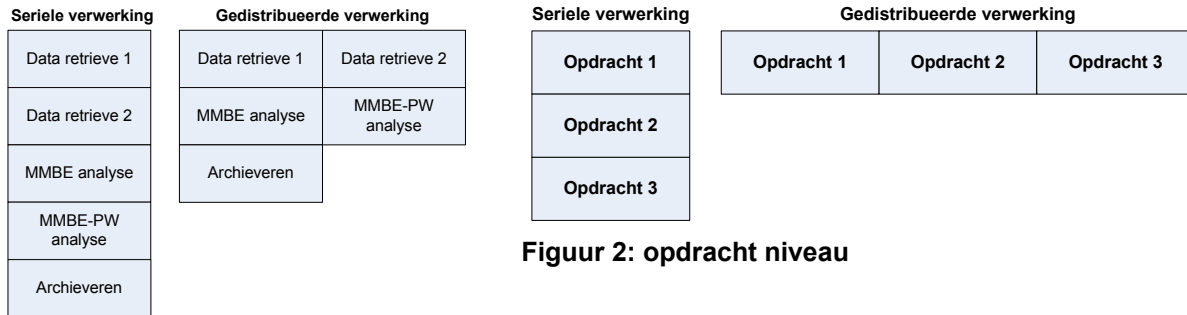 Seriele verwerking
Data retrieve 1
Data retrieve 2
MMBE analyse
MMBE-PW
analyse
Archieveren
Gedistribueerde verwerking
Data retrieve 1
Data retrieve 2
MMBE analyse
MMBE-PW
analyse
Archieveren
Seriele verwerking
Opdracht 1
Opdracht 2
Opdracht 3
Gedistribueerde verwerking
Opdracht 1
Opdracht 2
Opdracht 3
Figuur 2: opdracht niveau